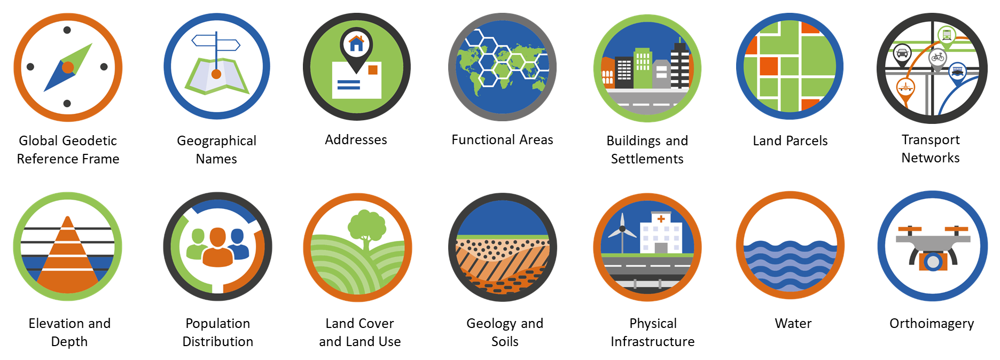 Global Geodetic
Reference Frame
Geographical
Names
Addresses
Functional Areas
Buildings and
Settlements
Land Parcels
Transport
Networks
Elevation and
Depth
Population
Distribution
Land Cover
and Land Use
Geology and
Soils
Physical
Infrastructure
Water
Orthoimagery